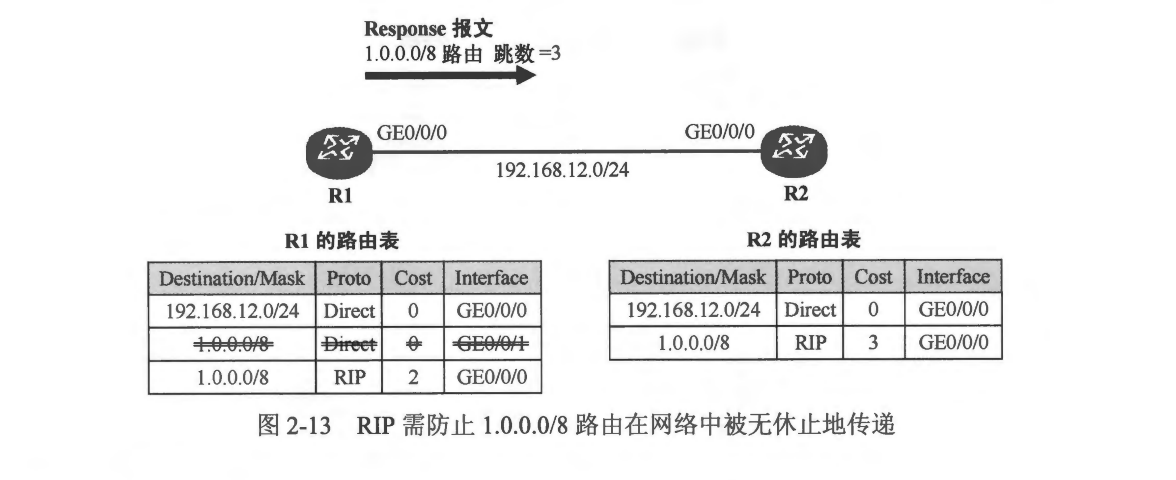 Response 报文
1.0.0.0/8 路由 跳数 =3
GE0/0/0
GE0/0/0
192.168.12.0/24
R1
R2
R1 的路由表
Destination/Mask Proto Cost Interface
192.168.12.0/24 Direct 0 GE0/0/0
1.0.0.0/8 Direct 0 GE0/0/1
1.0.0.0/8 RIP 2 GE0/0/0
R2 的路由表
Destination/Mask Proto Cost Interface
192.168.12.0/24 Direct 0 GE0/0/0
1.0.0.0/8 RIP 3 GE0/0/0
图 2-13 RIP 需防止 1.0.0.0/8 路由在网络中被无休止地传递